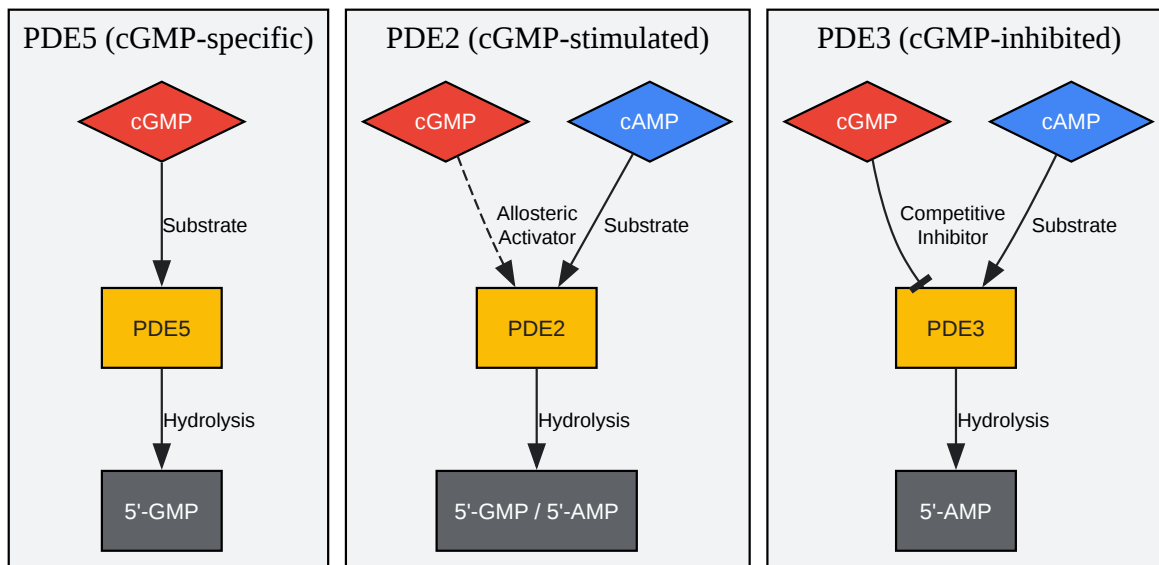 PDE5 (cGMP-specific)
cGMP
Substrate
PDE5
Hydrolysis
5'-GMP
PDE2 (cGMP-stimulated)
cGMP
cAMP
Allosteric
Activator
Substrate
PDE2
Hydrolysis
5'-GMP / 5'-AMP
PDE3 (cGMP-inhibited)
cGMP
cAMP
Competitive
Inhibitor
Substrate
PDE3
Hydrolysis
5'-AMP